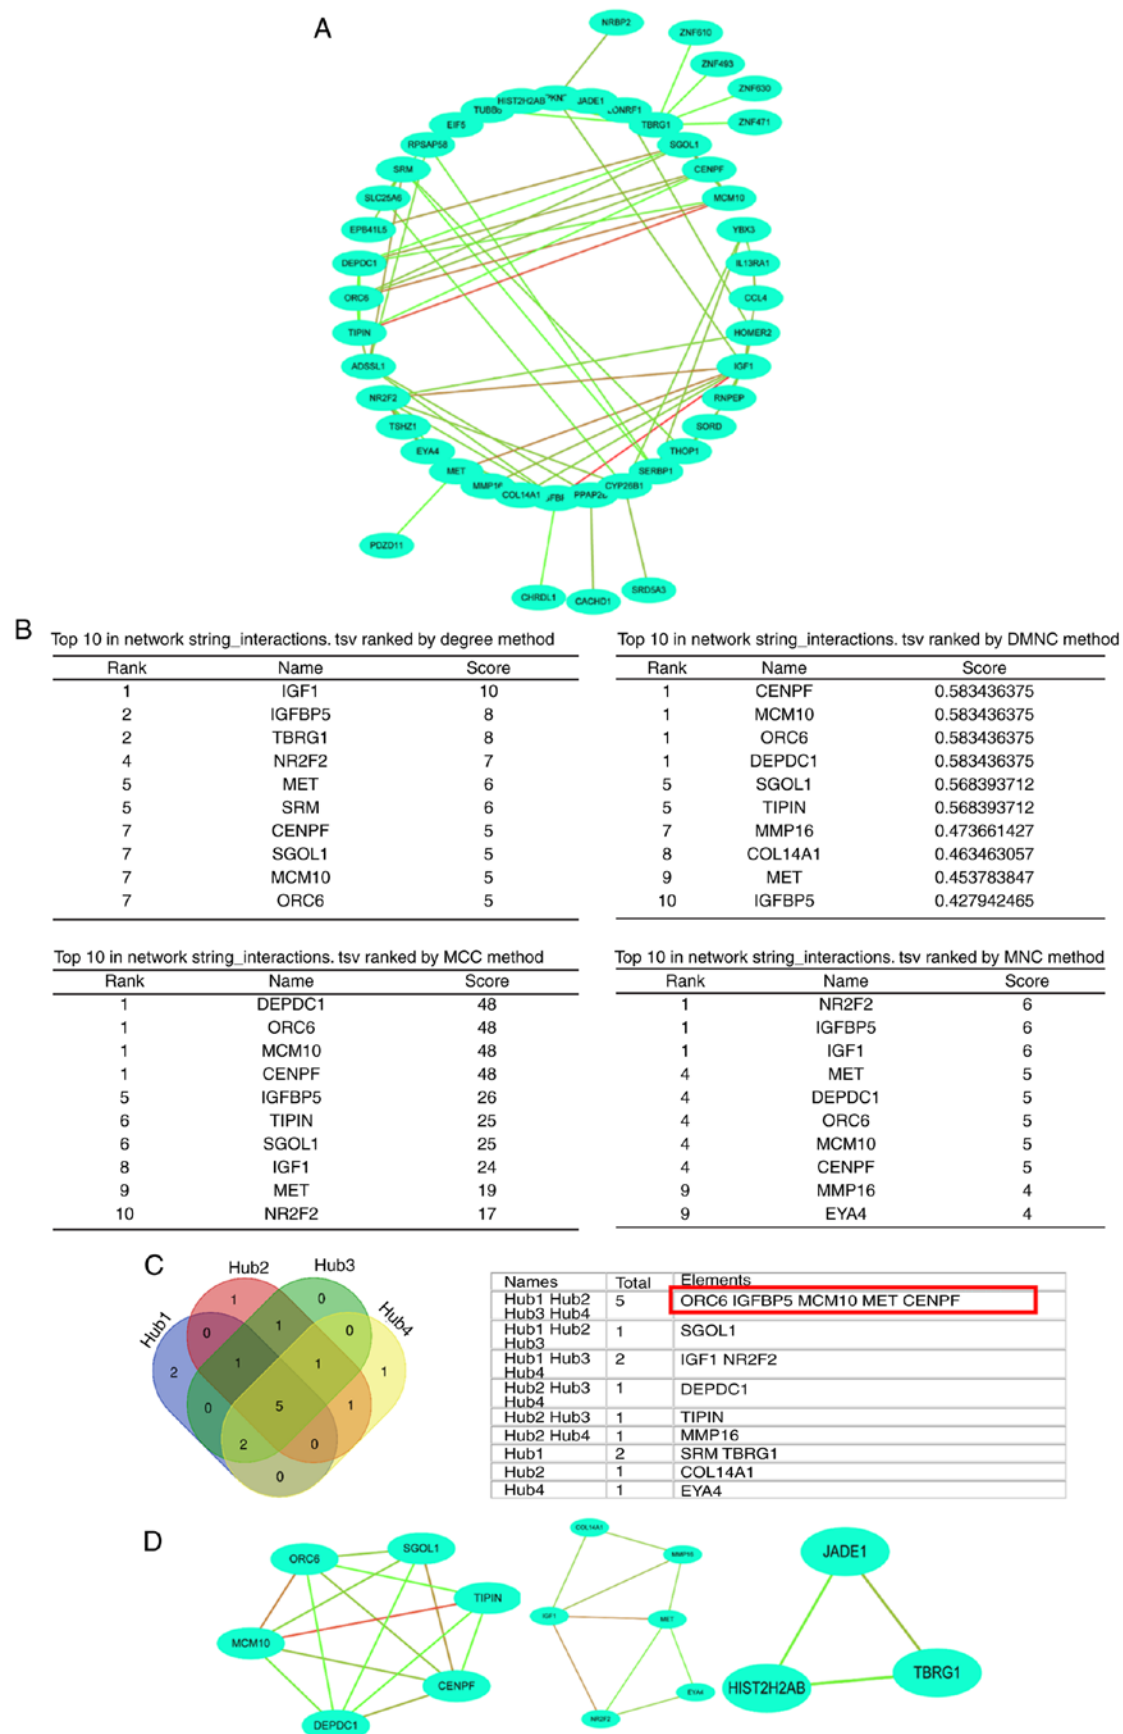 A
NRBP2
ZNF610
ZNF493
ZNF630
ZNF471
HIST2H2AB
JADE1
TBRG1
EIF5
RPSAP58
SGOL1
SRM
CENPF
SLC25A6
MCM10
EPB41L5
YBX3
DEPDC1
IL13RA1
ORC6
CCL4
TIPIN
HOMER2
ADSSL1
IGF1
NR2F2
RNPEP
TSHZ1
SORD
EYA4
THOP1
MET
SERBP1
MMP16
CYP26B1
COL14A1
PDZD11
CHRDL1
CACHD1
SRD5A3
B
Top 10 in network string_interactions. tsv ranked by degree method
Rank Name Score
1 IGF1 10
2 IGFBP5 8
2 TBRG1 8
4 NR2F2 7
5 MET 6
5 SRM 6
7 CENPF 5
7 SGOL1 5
7 MCM10 5
7 ORC6 5
Top 10 in network string_interactions. tsv ranked by DMNC method
Rank Name Score
1 CENPF 0.583436375
1 MCM10 0.583436375
1 ORC6 0.583436375
1 DEPDC1 0.583436375
5 SGOL1 0.568393712
5 TIPIN 0.568393712
7 MMP16 0.473661427
8 COL14A1 0.463463057
9 MET 0.453783847
10 IGFBP5 0.427942465
Top 10 in network string_interactions. tsv ranked by MCC method
Rank Name Score
1 DEPDC1 48
1 ORC6 48
1 MCM10 48
1 CENPF 48
5 IGFBP5 26
6 TIPIN 25
6 SGOL1 25
8 IGF1 24
9 MET 19
10 NR2F2 17
Top 10 in network string_interactions. tsv ranked by MNC method
Rank Name Score
1 NR2F2 6
1 IGFBP5 6
1 IGF1 6
4 MET 5
4 DEPDC1 5
4 ORC6 5
4 MCM10 5
4 CENPF 5
9 MMP16 4
9 EYA4 4
C
Hub1
Hub2
Hub3
Hub4
1 0
0 1 0
2 1 1 1
0 5 1
2 0
0
Names Total Elements
Hub1 Hub2 5 ORC6 IGFBP5 MCM10 MET CENPF
Hub3 Hub4
Hub1 Hub2 1 SGOL1
Hub3
Hub1 Hub3 2 IGF1 NR2F2
Hub4
Hub2 Hub3 1 DEPDC1
Hub4
Hub2 Hub3 1 TIPIN
Hub2 Hub4 1 MMP16
Hub1 2 SRM TBRG1
Hub2 1 COL14A1
Hub4 1 EYA4
D
ORC6
SGOL1
TIPIN
MCM10
CENPF
DEPDC1
COL14A1
MMP16
IGF1
MET
EYA4
NR2F2
JADE1
HIST2H2AB
TBRG1